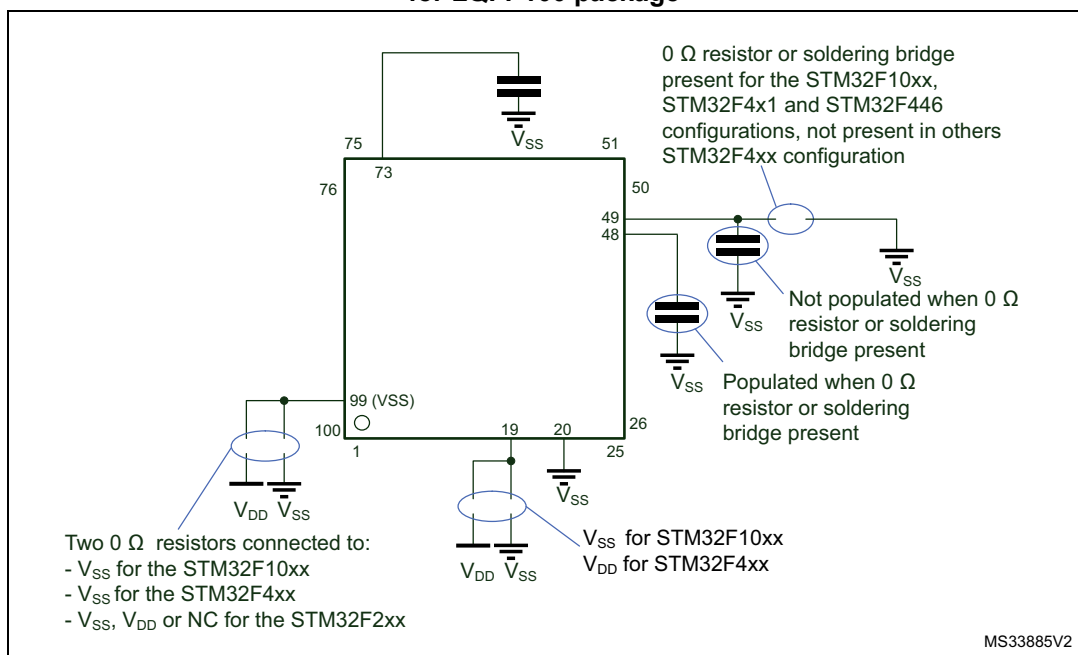 0 Ω resistor or soldering bridge
present for the STM32F10xx,
STM32F4x1 and STM32F446
configurations, not present in others
STM32F4xx configuration
VSS
75
51
73
76
50
49
48
VSS
VSS
Not populated when 0 Ω
resistor or soldering
bridge present
VSS
Populated when 0 Ω
resistor or soldering
bridge present
99 (VSS)
100
19
20
26
1
25
VSS
VDD VSS
Two 0 Ω resistors connected to:
- VSS for the STM32F10xx
- VSS for the STM32F4xx
- VSS, VDD or NC for the STM32F2xx
VDD VSS
VSS for STM32F10xx
VDD for STM32F4xx
MS33885V2